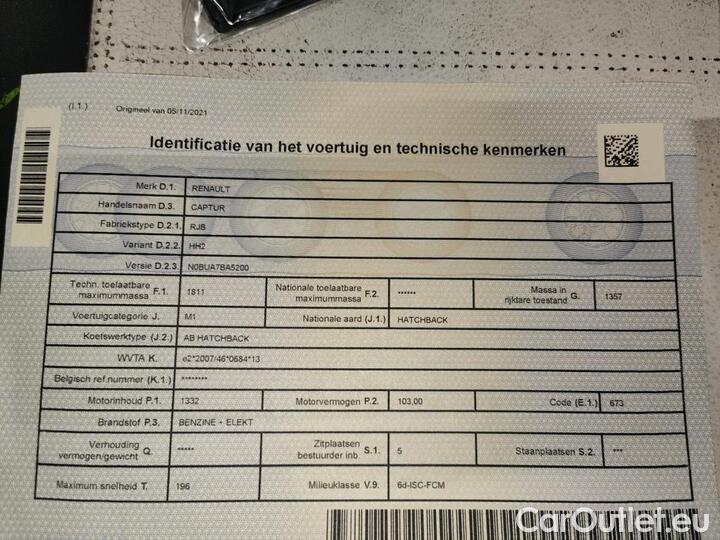 (I.1.) Origineel van 05/11/2021
Identificatie van het voertuig en technische kenmerken
Merk D.1. RENAULT
Handelsnaam D.3. CAPTUR
Fabriekstype D.2.1. RJB
Variant D.2.2. HH2
Versie D.2.3. N0BUA7BA5200
Techn. toelaatbare maximummassa F.1. 1811 Nationale toelaatbare maximummassa F.2. ****** Massa in rijklare toestand G. 1357
Voertuigcategorie J. M1 Nationale aard (J.1.) HATCHBACK
Koetswerktype (J.2.) AB HATCHBACK
WVTA K. e2*2007/46*0684*13
Belgisch ref.nummer (K.1.) ********
Motorinhoud P.1. 1332 Motorvermogen P.2. 103,00 Code (E.1.) 673
Brandstof P.3. BENZINE + ELEKT
Verhouding vermogen/gewicht Q. ***** Zitplaatsen bestuurder inb. S.1. 5 Staanplaatsen S.2. ***
Maximum snelheid T. 196 Milieuklasse V.9. 6d-ISC-FCM
CarOutlet.eu